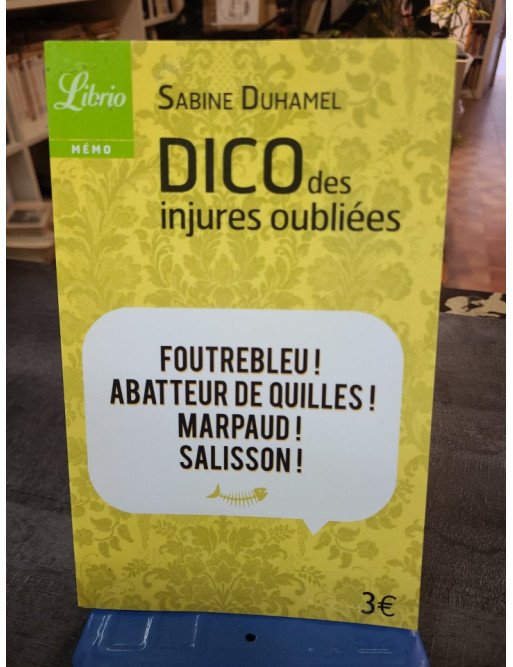 Librio
MÉMO
SABINE DUHAMEL
DICO des
injures oubliées
FOUTREBLEU !
ABATTEUR DE QUILLES !
MARPAUD !
SALISSON !
3€